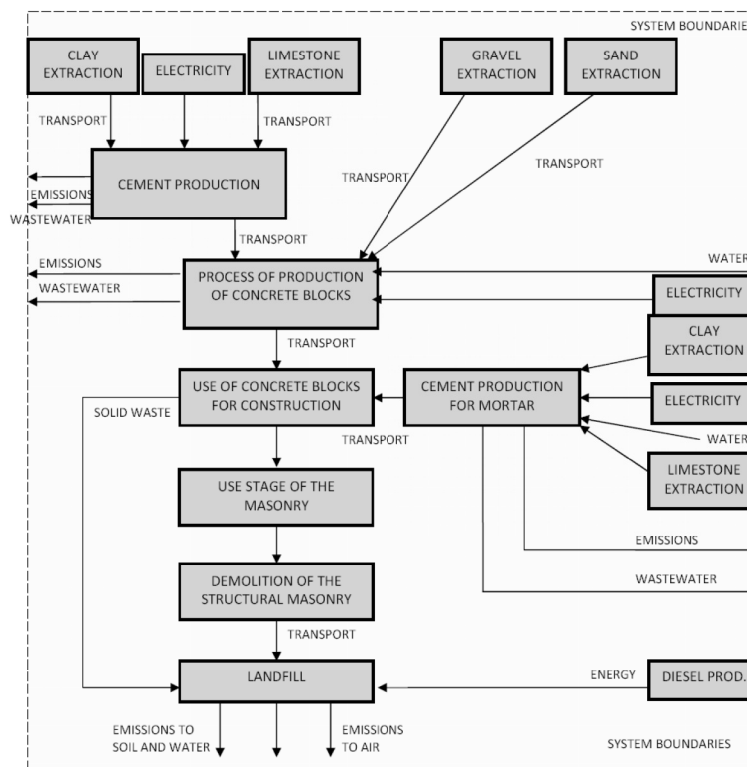 SYSTEM BOUNDARIE
CLAY
EXTRACTION
ELECTRICITY
LIMESTONE
EXTRACTION
GRAVEL
EXTRACTION
SAND
EXTRACTION
TRANSPORT
TRANSPORT
TRANSPORT
TRANSPORT
CEMENT PRODUCTION
EMISSIONS
WASTEWATER
TRANSPORT
EMISSIONS
WASTEWATER
PROCESS OF PRODUCTION
OF CONCRETE BLOCKS
WATER
ELECTRICITY
CLAY
EXTRACTION
TRANSPORT
USE OF CONCRETE BLOCKS
FOR CONSTRUCTION
CEMENT PRODUCTION
FOR MORTAR
ELECTRICITY
SOLID WASTE
TRANSPORT
WATER
LIMESTONE
EXTRACTION
USE STAGE OF THE
MASONRY
EMISSIONS
WASTEWATER
DEMOLITION OF THE
STRUCTURAL MASONRY
TRANSPORT
LANDFILL
ENERGY
DIESEL PROD.
EMISSIONS TO
SOIL AND WATER
EMISSIONS
TO AIR
SYSTEM BOUNDARIES